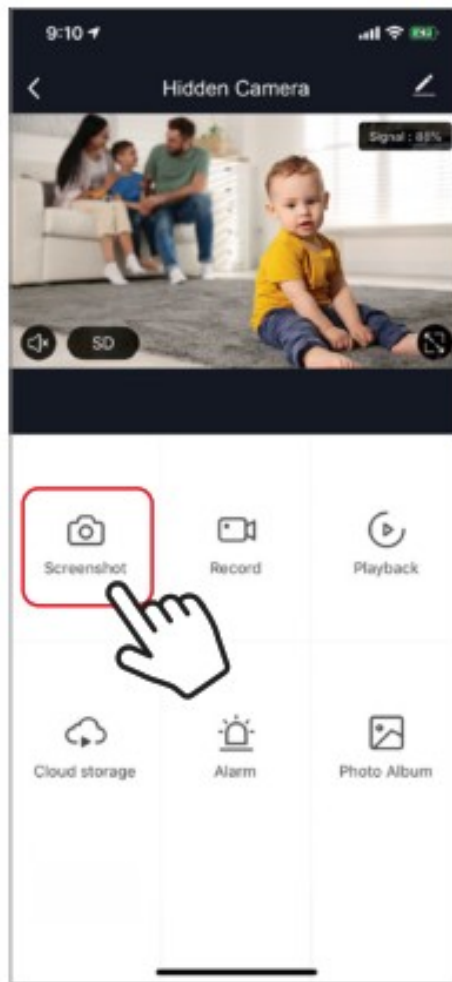 9:10
Hidden Camera
Signal : 88%
SD
Screenshot
Record
Playback
Cloud storage
Alarm
Photo Album